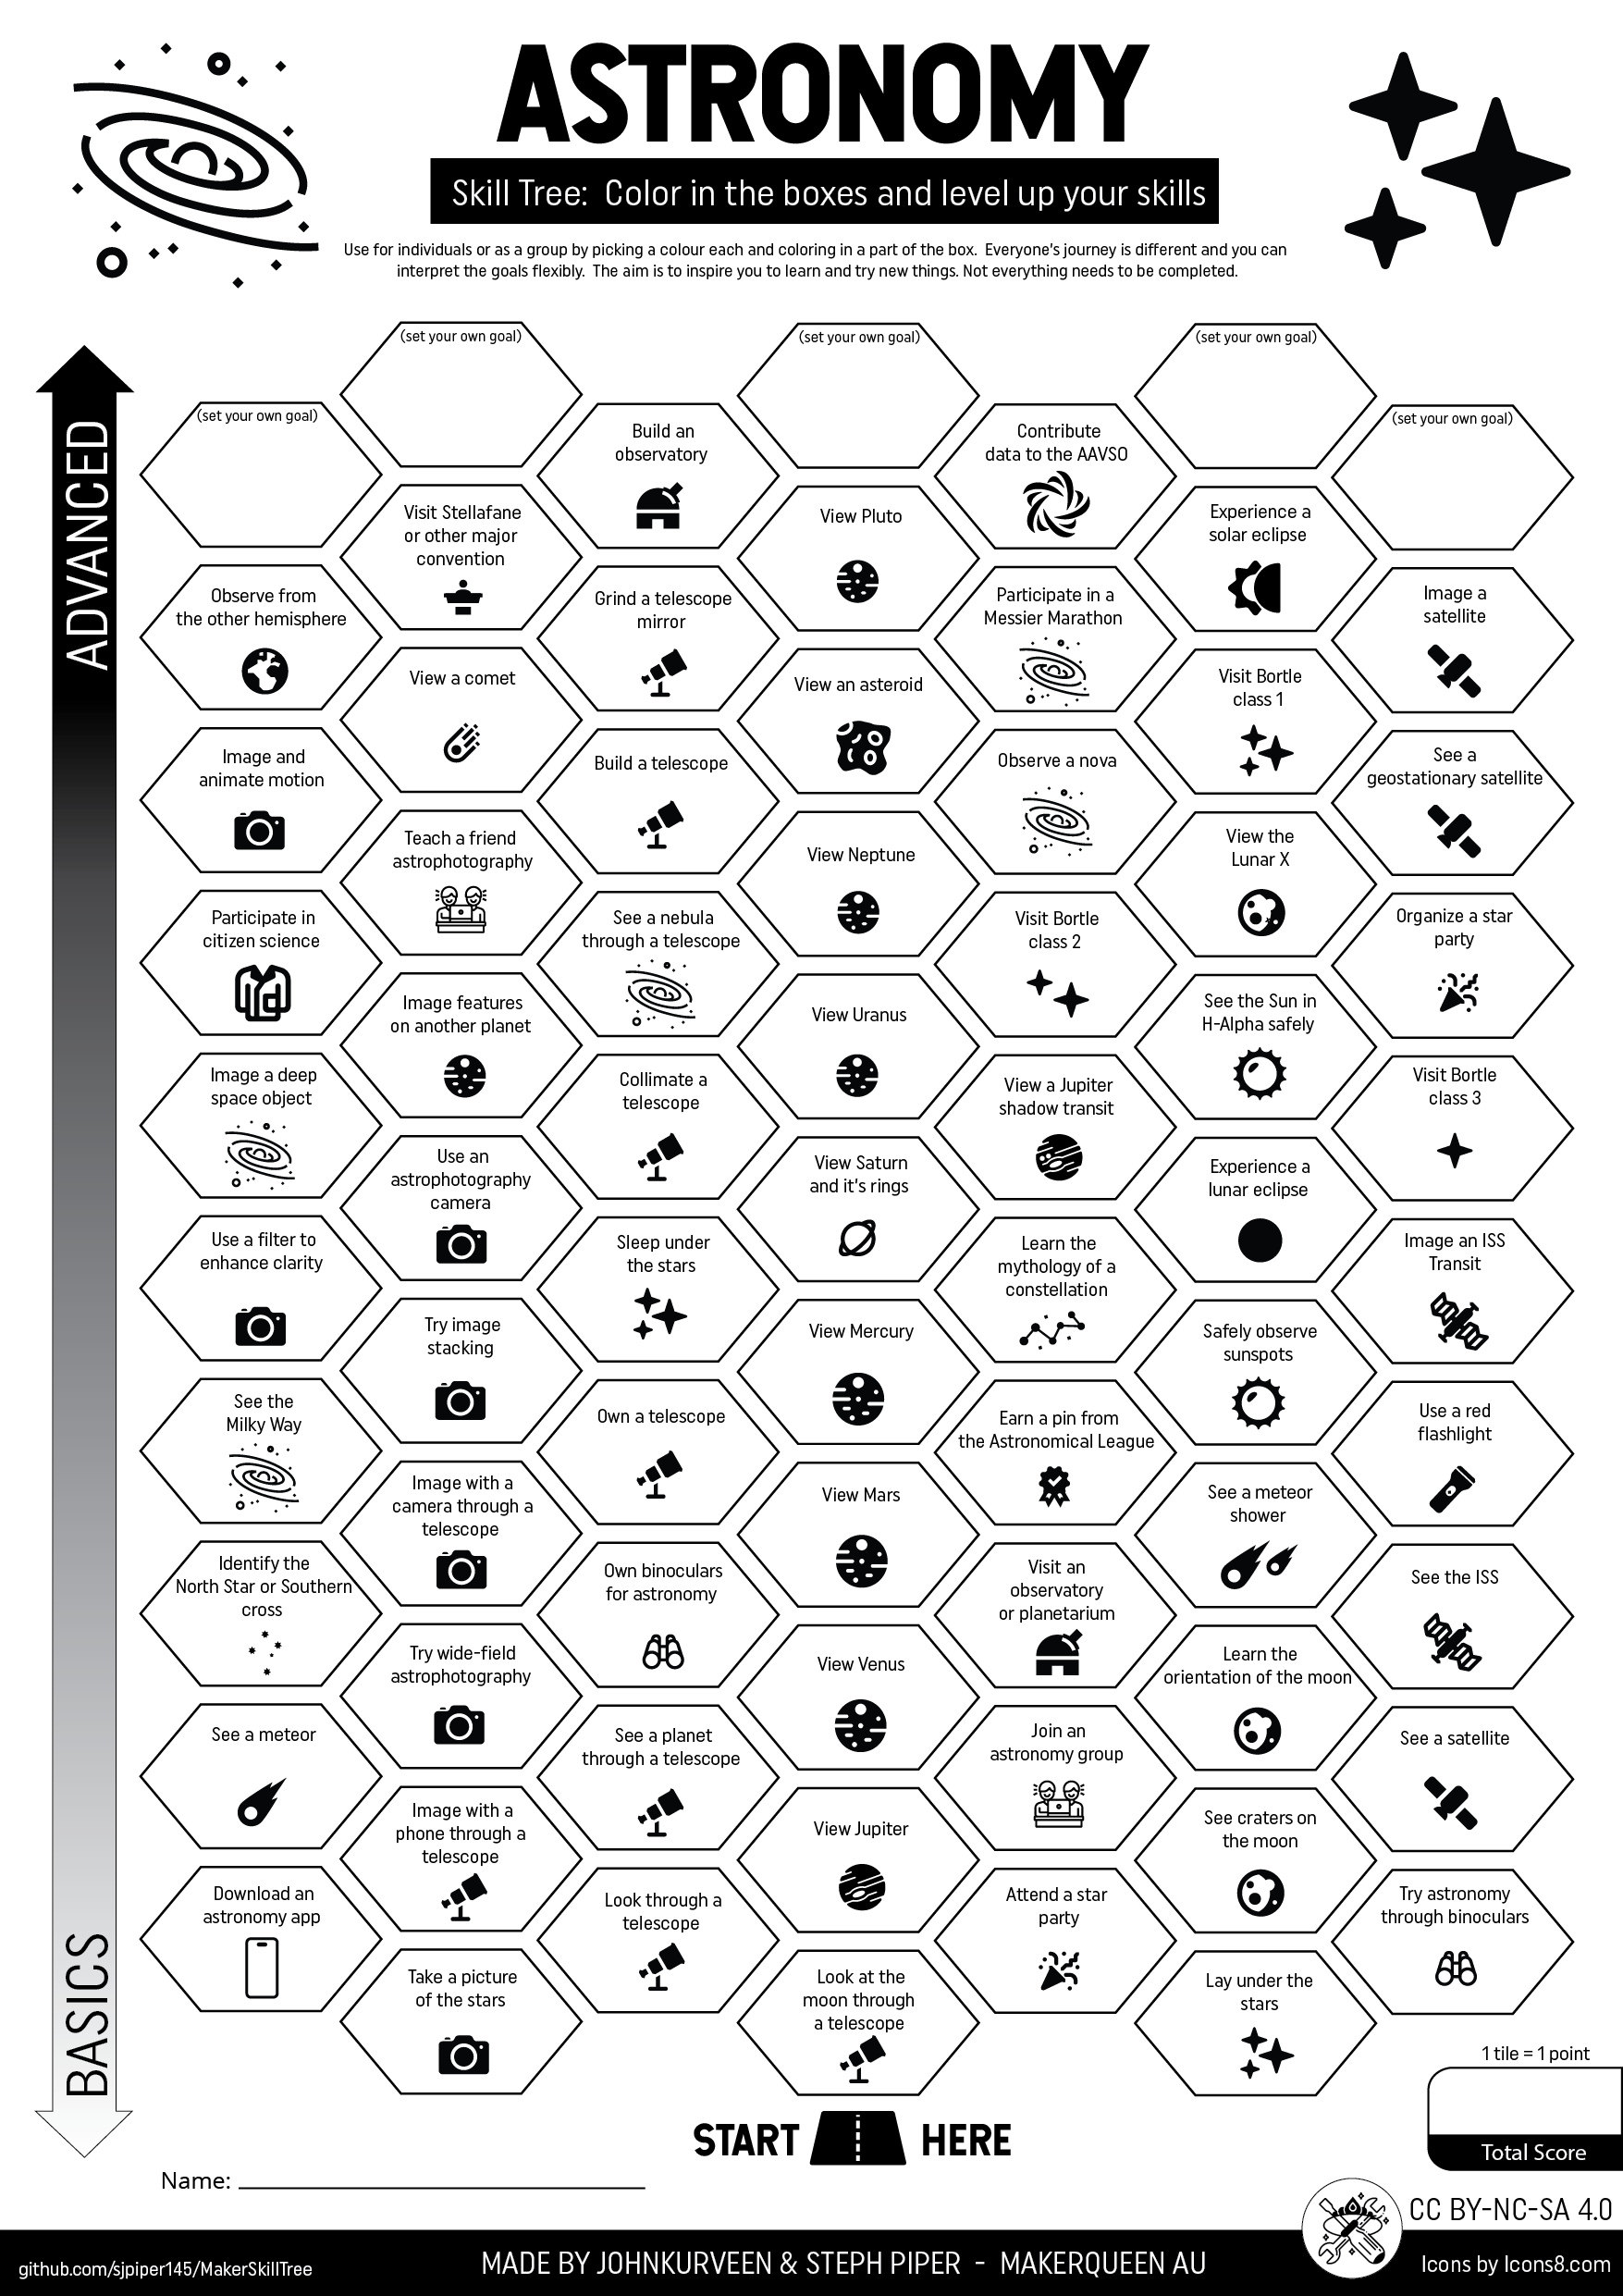 ASTRONOMY
Skill Tree: Color in the boxes and level up your skills
Use for individuals or as a group by picking a colour each and coloring in a part of the box. Everyone's journey is different and you can
interpret the goals flexibly. The aim is to inspire you to learn and try new things. Not everything needs to be completed.
ADVANCED
BASICS
(set your own goal)
Observe from
the other hemisphere
Image and
animate motion
Participate in
citizen science
Image a deep
space object
Use a filter to
enhance clarity
See the
Milky Way
Identify the
North Star or Southern
cross
See a meteor
Download an
astronomy app
(set your own goal)
Visit Stellafane
or other major
convention
View a comet
Teach a friend
astrophotography
Image features
on another planet
Use an
astrophotography
camera
Try image
stacking
Image with a
camera through a
telescope
Try wide-field
astrophotography
Image with a
phone through a
telescope
Take a picture
of the stars
Build an
observatory
Grind a telescope
mirror
Build a telescope
See a nebula
through a telescope
Collimate a
telescope
Sleep under
the stars
Own a telescope
Own binoculars
for astronomy
See a planet
through a telescope
Look through a
telescope
(set your own goal)
View Pluto
View an asteroid
View Neptune
View Uranus
View Saturn
and it's rings
View Mercury
View Mars
View Venus
View Jupiter
Look at the
moon through
a telescope
Contribute
data to the AAVSO
Participate in a
Messier Marathon
Observe a nova
Visit Bortle
class 2
View a Jupiter
shadow transit
Learn the
mythology of a
constellation
Earn a pin from
the Astronomical League
Visit an
observatory
or planetarium
Join an
astronomy group
Attend a star
party
(set your own goal)
Experience a
solar eclipse
Visit Bortle
class 1
View the
Lunar X
See the Sun in
H-Alpha safely
Experience a
lunar eclipse
Safely observe
sunspots
See a meteor
shower
Learn the
orientation of the moon
See craters on
the moon
Lay under the
stars
(set your own goal)
Image a
satellite
See a
geostationary satellite
Organize a star
party
Visit Bortle
class 3
Image an ISS
Transit
Use a red
flashlight
See the ISS
See a satellite
Try astronomy
through binoculars
1 tile = 1 point
Total Score
START HERE
Name:
CC BY-NC-SA 4.0
github.com/sjpiper145/MakerSkillTree
MADE BY JOHNKURVEEN & STEPH PIPER - MAKERQUEEN AU
Icons by Icons8.com